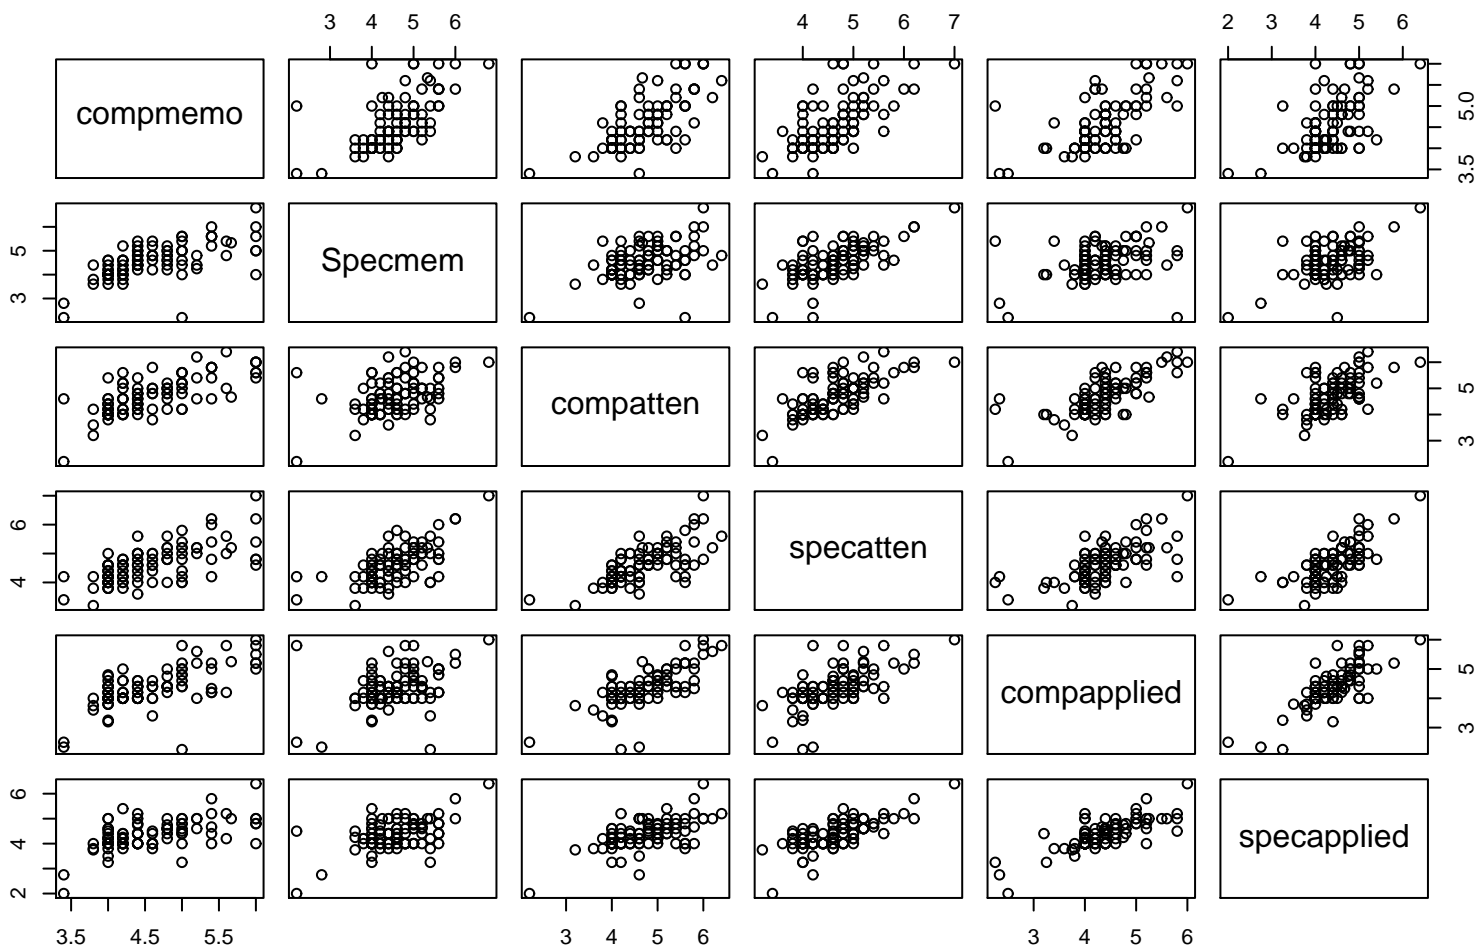 3 4 5 6 4 5 6 7 2 3 4 5 6
compmemo 3.5 5.0
3 5 Specmem
compatten 3 5
4 6 specatten
compapplied 3 5
2 4 6 specapplied
3.5 4.5 5.5 3 4 5 6 3 4 5 6